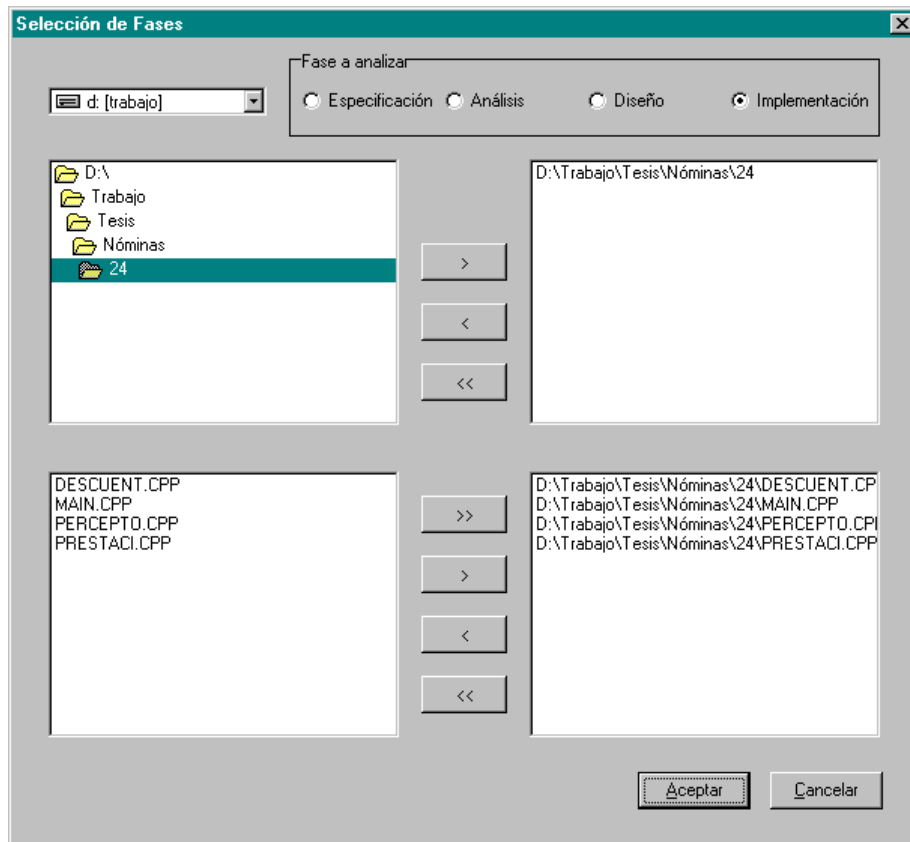 Selección de Fases
Fase a analizar
d: [trabajo]
Especificación Análisis Diseño Implementación
D:\
Trabajo
Tesis
Nóminas
24
D:\Trabajo\Tesis\Nóminas\24
>
<
<<
DESCUENT.CPP
MAIN.CPP
PERCEPTO.CPP
PRESTACI.CPP
>>
>
<
<<
D:\Trabajo\Tesis\Nóminas\24\DESCUENT.CP
D:\Trabajo\Tesis\Nóminas\24\MAIN.CPP
D:\Trabajo\Tesis\Nóminas\24\PERCEPTO.CPI
D:\Trabajo\Tesis\Nóminas\24\PRESTACI.CPP
Aceptar Cancelar